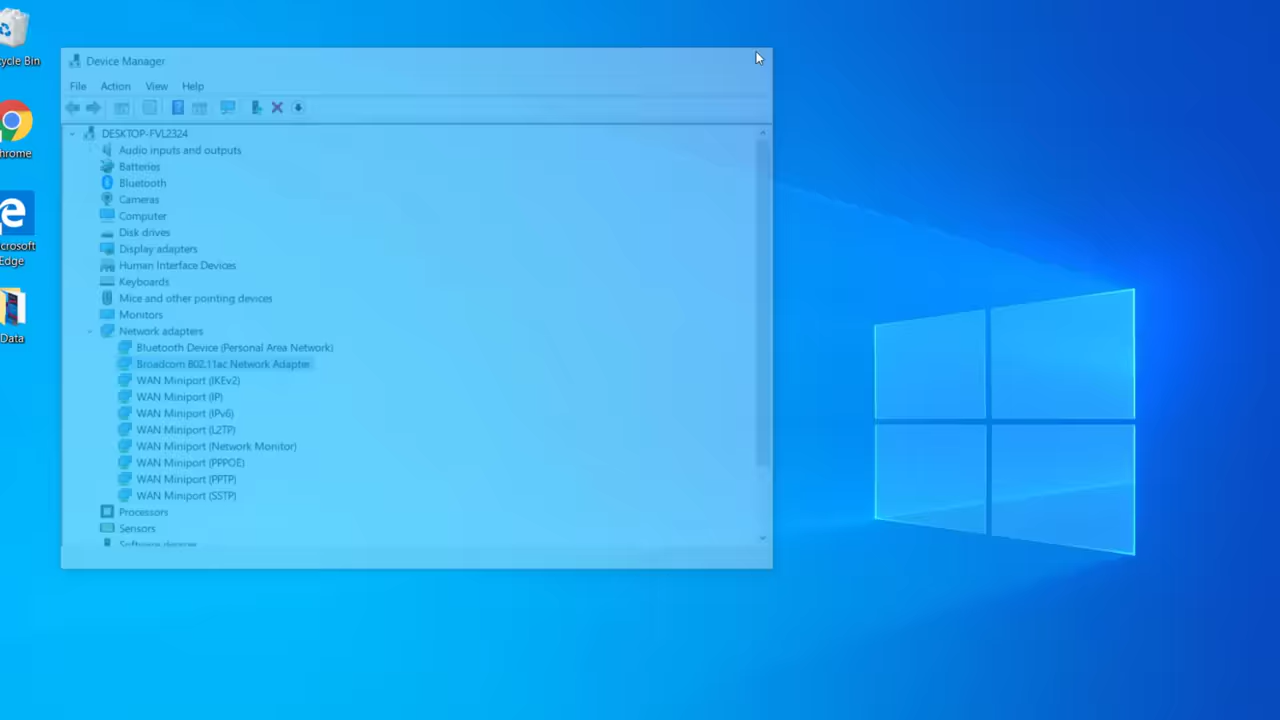 cycle Bin
hrome
icrosoft
Edge
Data
Device Manager
File Action View Help
DESKTOP-FVL2324
Audio inputs and outputs
Batteries
Bluetooth
Cameras
Computer
Disk drives
Display adapters
Human Interface Devices
Keyboards
Mice and other pointing devices
Monitors
Network adapters
Bluetooth Device (Personal Area Network)
Broadcom 802.11ac Network Adapter
WAN Miniport (IKEv2)
WAN Miniport (IP)
WAN Miniport (IPv6)
WAN Miniport (L2TP)
WAN Miniport (Network Monitor)
WAN Miniport (PPPOE)
WAN Miniport (PPTP)
WAN Miniport (SSTP)
Processors
Sensors
Software devices